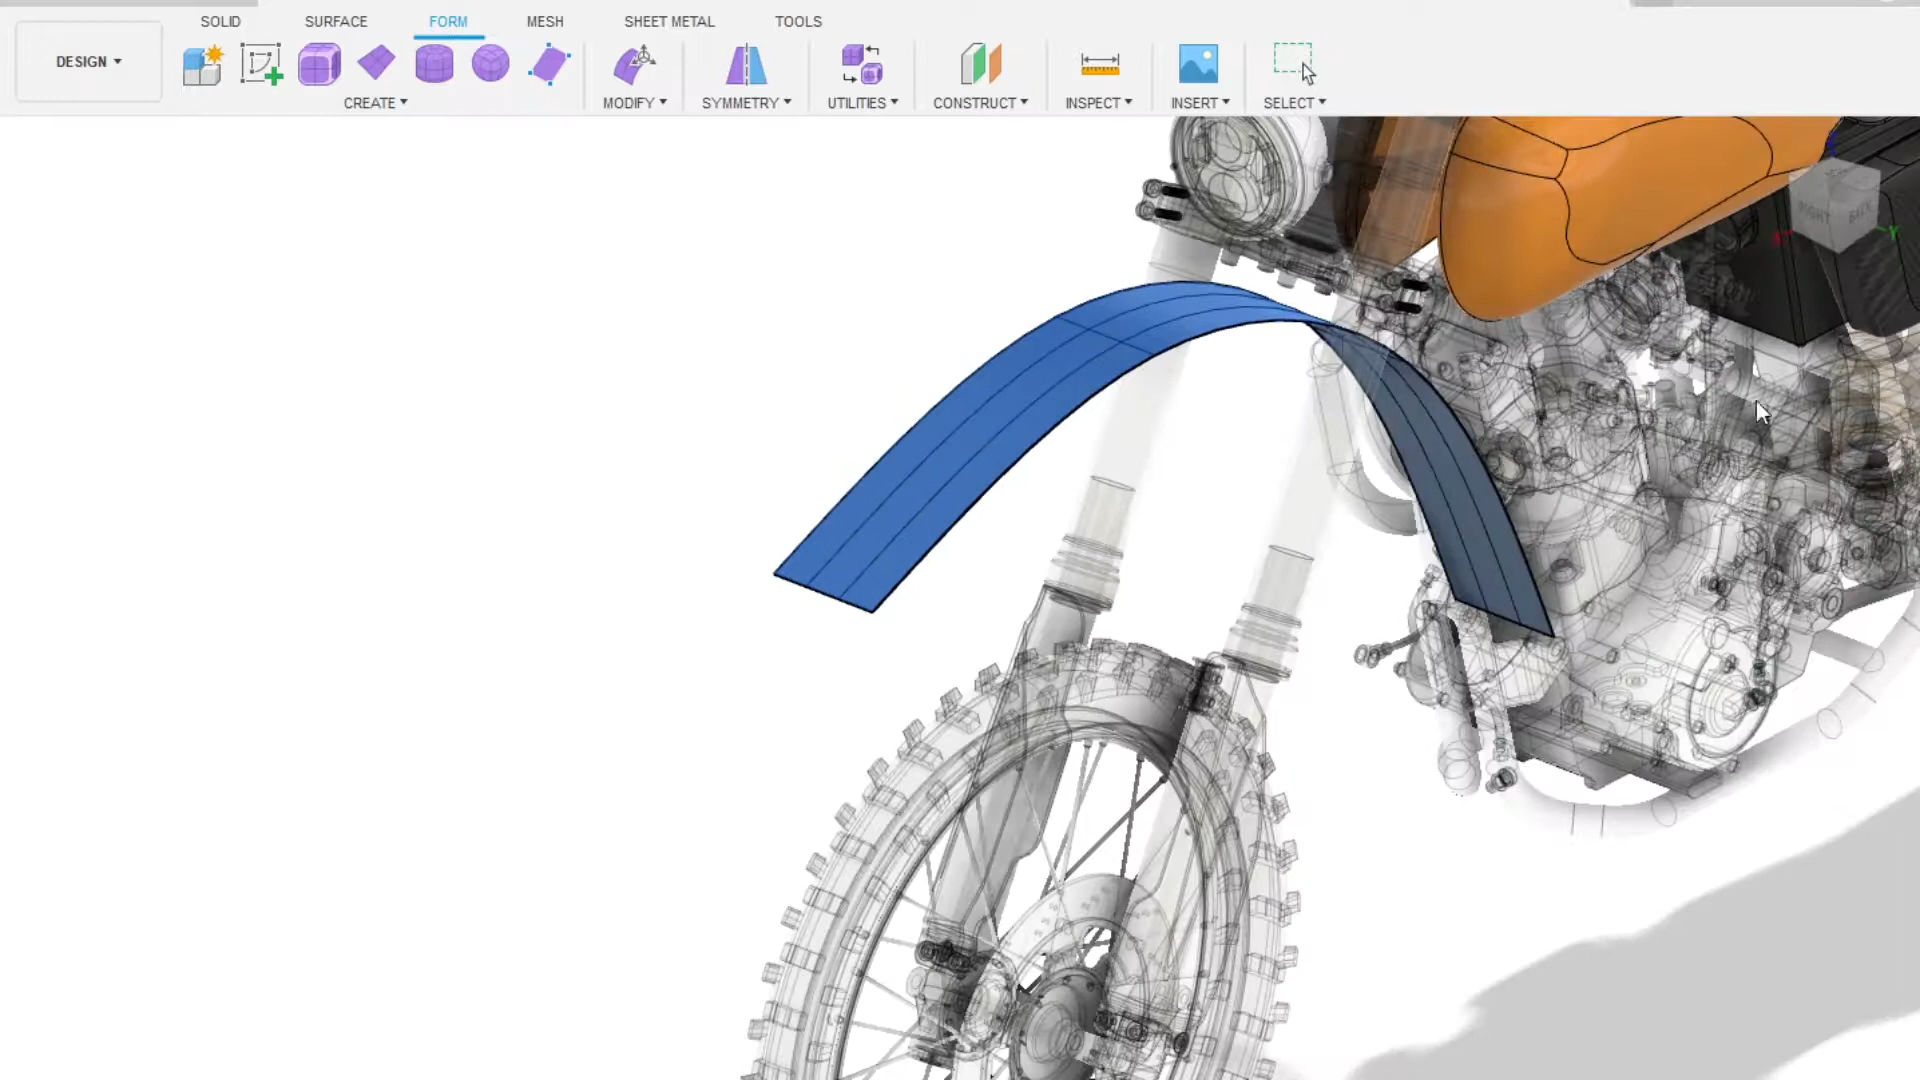 SOLID SURFACE FORM MESH SHEET METAL TOOLS
DESIGN
CREATE MODIFY SYMMETRY UTILITIES CONSTRUCT INSPECT INSERT SELECT
RIGHT BACK
Y